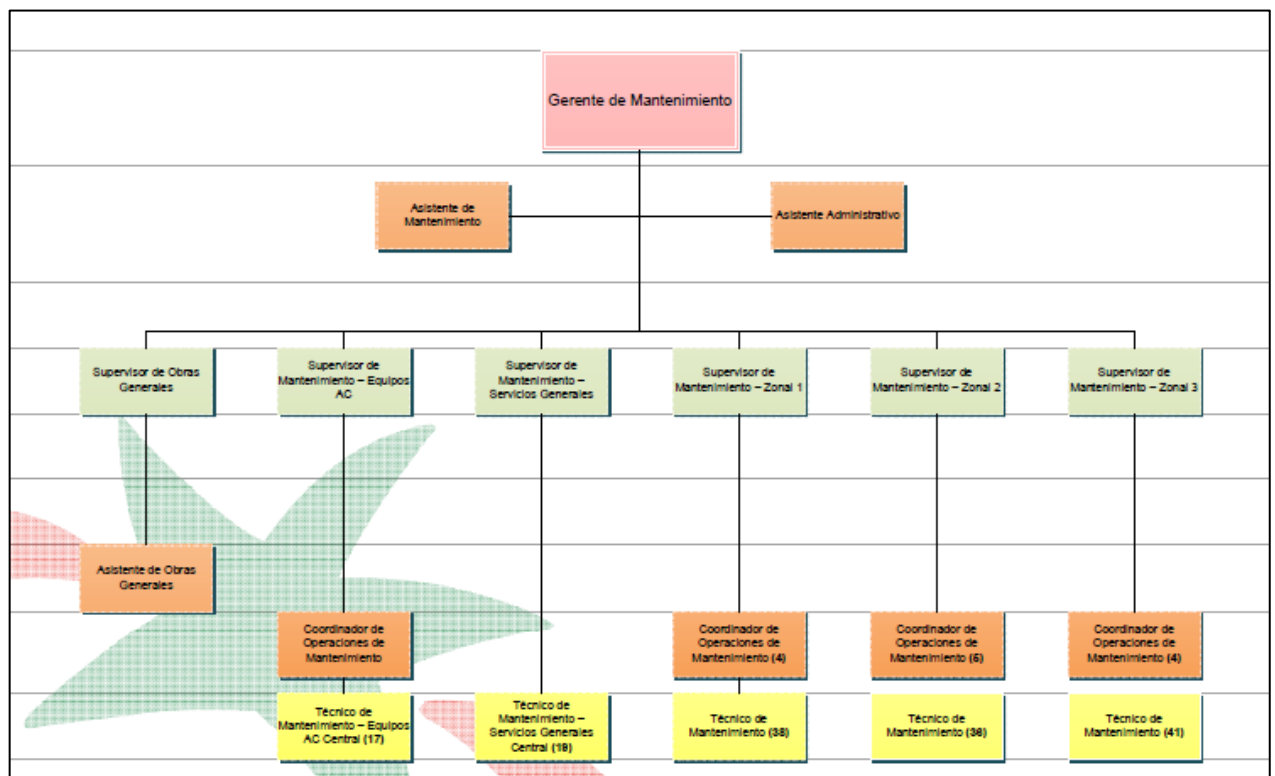 Gerente de Mantenimiento
Asistente de
Mantenimiento
Asistente Administrativo
Supervisor de Obras
Generales
Supervisor de
Mantenimiento – Equipos
AC
Supervisor de
Mantenimiento –
Servicios Generales
Supervisor de
Mantenimiento – Zonal 1
Supervisor de
Mantenimiento – Zonal 2
Supervisor de
Mantenimiento – Zonal 3
Asistente de Obras
Generales
Coordinador de
Operaciones de
Mantenimiento
Coordinador de
Operaciones de
Mantenimiento (4)
Coordinador de
Operaciones de
Mantenimiento (5)
Coordinador de
Operaciones de
Mantenimiento (4)
Técnico de
Mantenimiento – Equipos
AC Central (17)
Técnico de
Mantenimiento –
Servicios Generales
Central (19)
Técnico de
Mantenimiento (38)
Técnico de
Mantenimiento (36)
Técnico de
Mantenimiento (41)